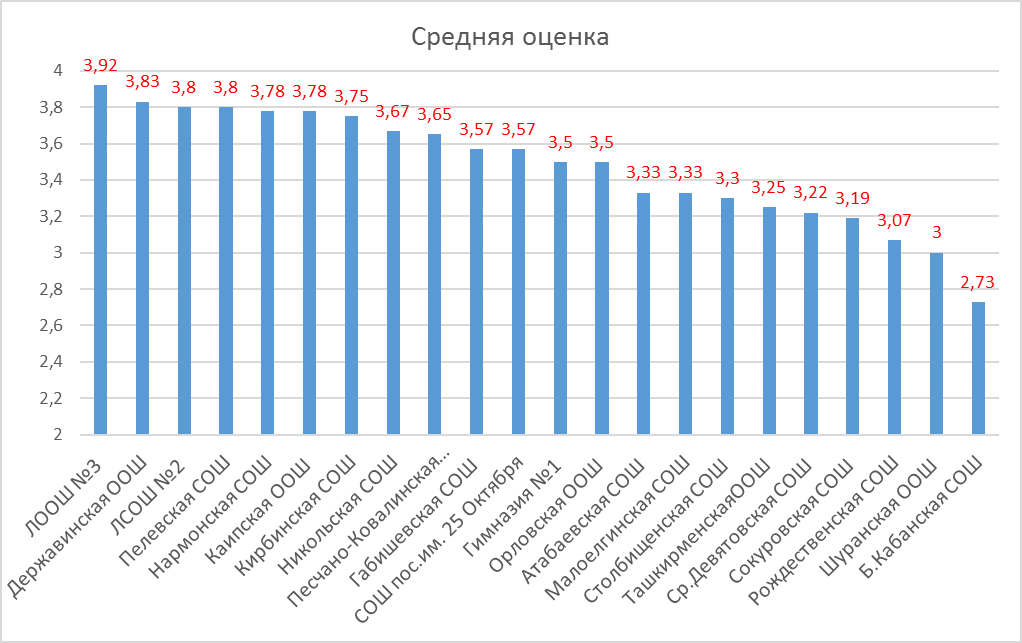 Средняя оценка
3,92
3,83
3,8
3,8
3,78
3,78
3,75
3,67
3,65
3,57
3,57
3,5
3,5
3,33
3,33
3,3
3,25
3,22
3,19
3,07
3
2,73
4
3,8
3,6
3,4
3,2
3
2,8
2,6
2,4
2,2
2
ЛООШ №3
Державинская ООШ
ЛСОШ №2
Пелевская СОШ
Нармонская СОШ
Каипская ООШ
Кирбинская СОШ
Никольская СОШ
Песчано-Ковалинская...
Габишевская СОШ
СОШ пос.им. 25 Октября
Гимназия №1
Орловская ООШ
Атабаевская СОШ
Малоелгинская СОШ
Столбищенская СОШ
ТашкирменскаяООШ
Ср.Девятовская СОШ
Сокуровская СОШ
Рождественская СОШ
Шуранская ООШ
Б.Кабанская СОШ